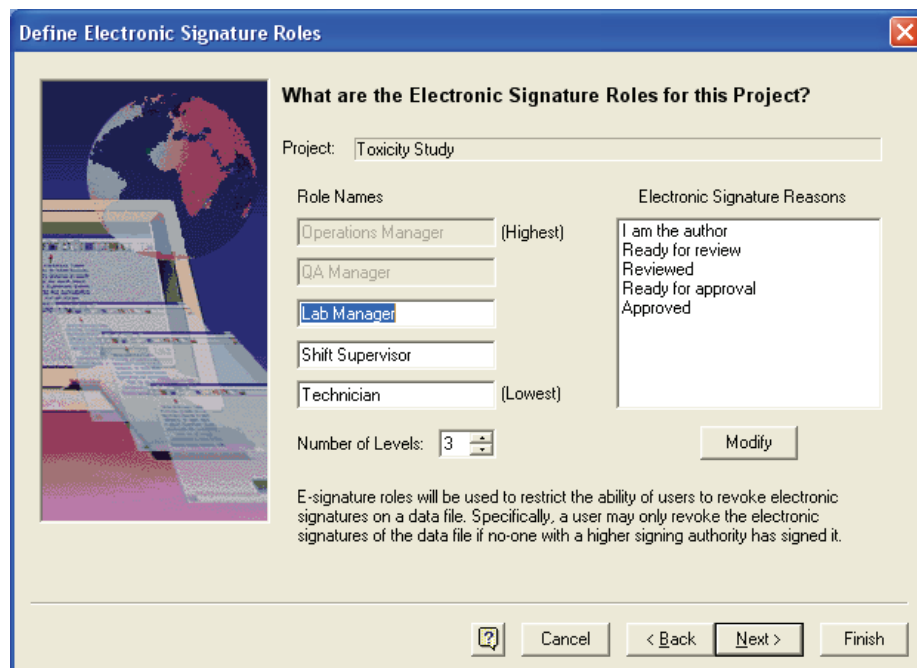 Define Electronic Signature Roles
What are the Electronic Signature Roles for this Project?
Project: Toxicity Study
Role Names
Electronic Signature Reasons
Operations Manager (Highest)
QA Manager
Lab Manager
Shift Supervisor
Technician (Lowest)
I am the author
Ready for review
Reviewed
Ready for approval
Approved
Number of Levels: 3
Modify
E-signature roles will be used to restrict the ability of users to revoke electronic
signatures on a data file. Specifically, a user may only revoke the electronic
signatures of the data file if no-one with a higher signing authority has signed it.
? Cancel < Back Next > Finish